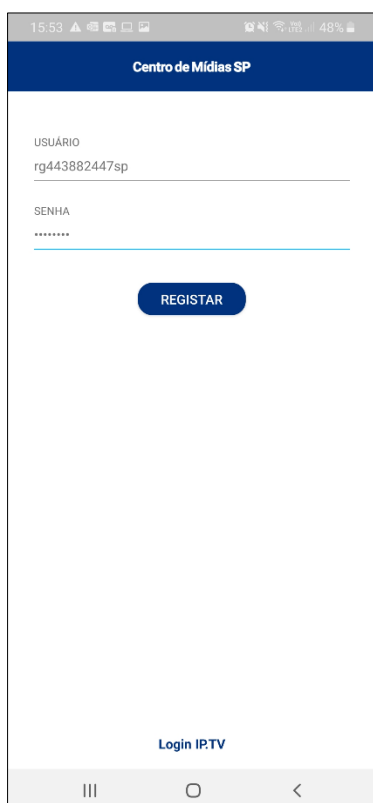 15:53 48%
Centro de Mídias SP
USUÁRIO
rg443882447sp
SENHA
••••••••
REGISTAR
Login IP.TV